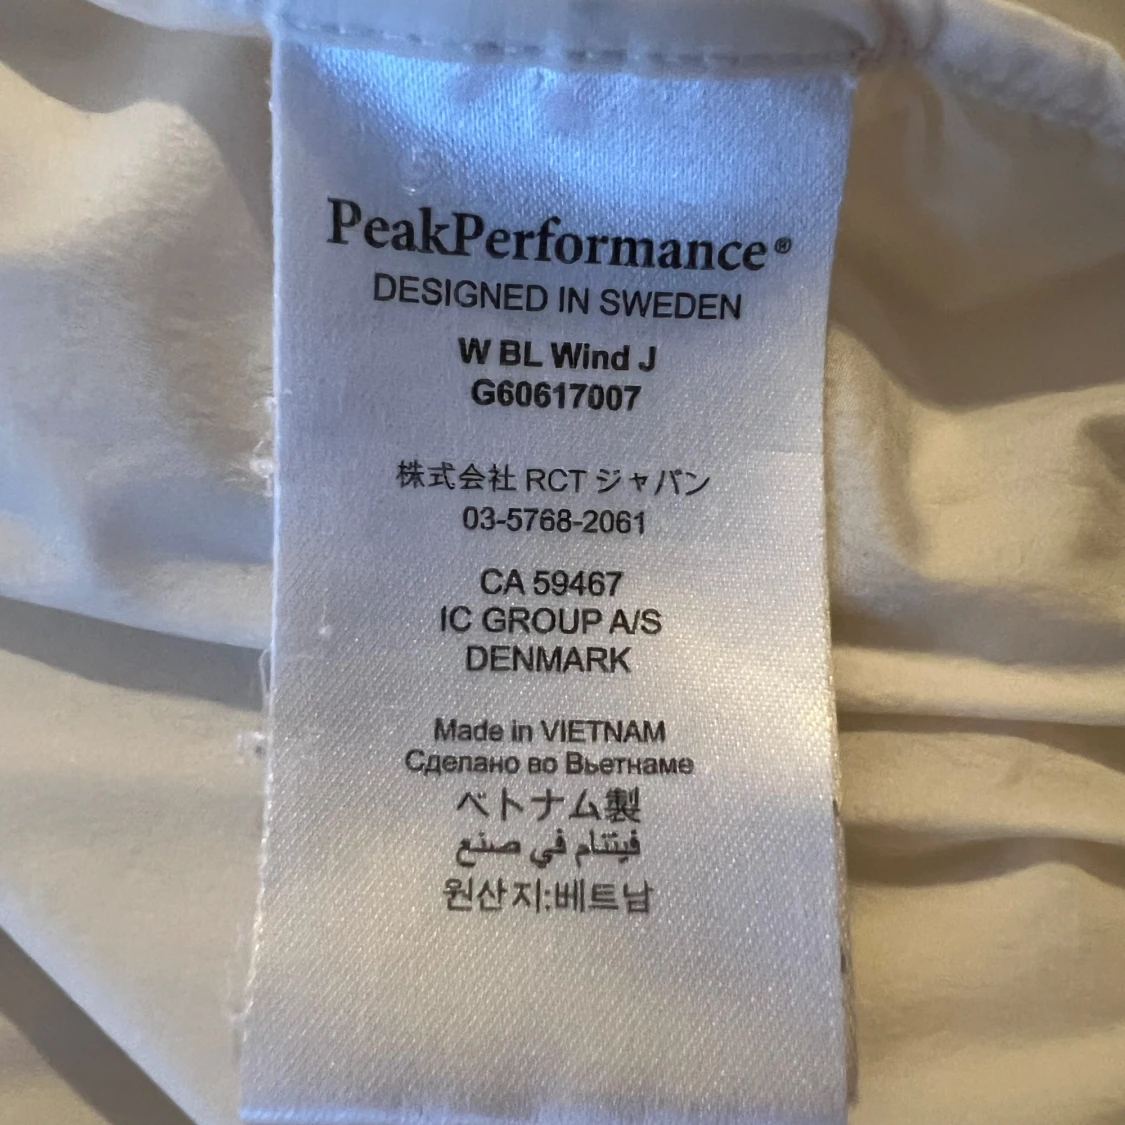 PeakPerformance®
DESIGNED IN SWEDEN
W BL Wind J
G60617007
株式会社 RCT ジャパン
03-5768-2061
CA 59467
IC GROUP A/S
DENMARK
Made in VIETNAM
Сделано во Вьетнаме
ベトナム製
فيتنام في صنع
원산지:베트남